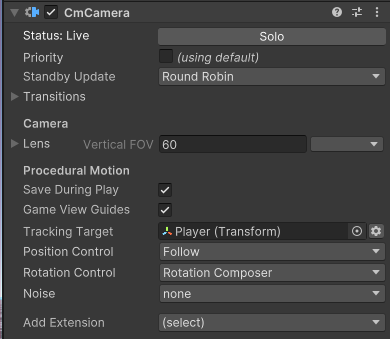 CmCamera
Status: Live Solo
Priority (using default)
Standby Update Round Robin
Transitions
Camera
Lens Vertical FOV 60
Procedural Motion
Save During Play
Game View Guides
Tracking Target Player (Transform)
Position Control Follow
Rotation Control Rotation Composer
Noise none
Add Extension (select)